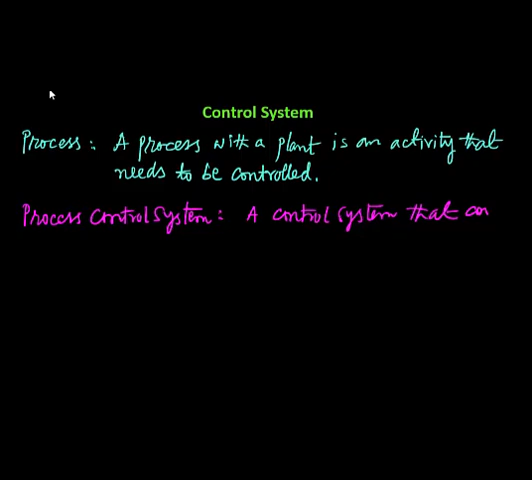 Control System
Process : A process with a plant is an activity that
needs to be controlled.
Process Control System : A control system that con